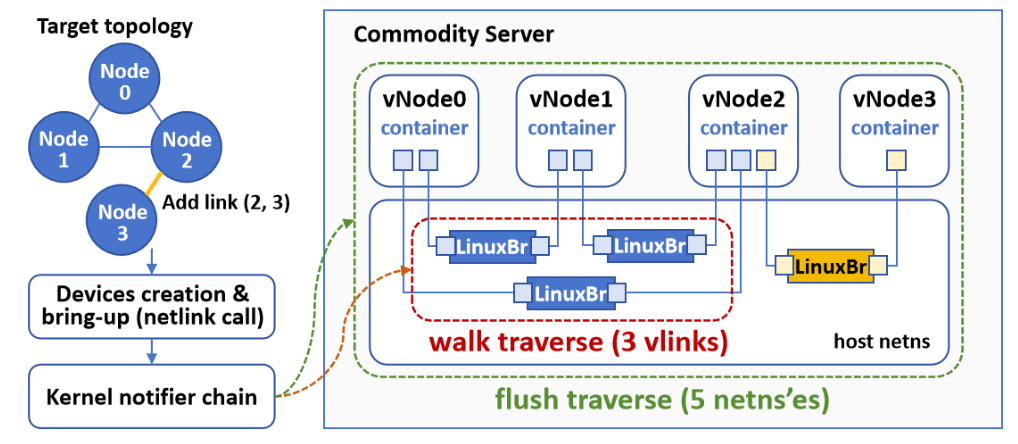 Target topology
Node
0
Node
1
Node
2
Add link (2, 3)
Node
3
Devices creation &
bring-up (netlink call)
Kernel notifier chain
Commodity Server
vNode0
container
vNode1
container
vNode2
container
vNode3
container
LinuxBr
LinuxBr
LinuxBr
LinuxBr
walk traverse (3 vlinks)
host netns
flush traverse (5 netns’es)